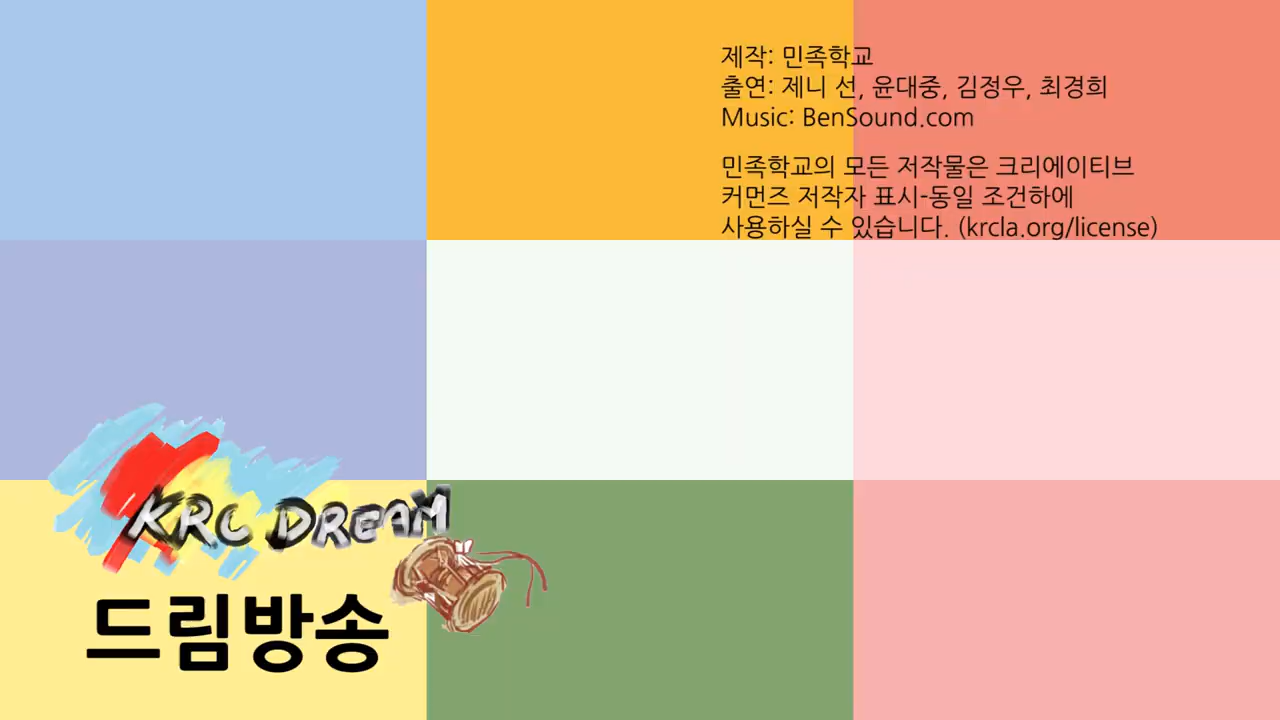 제작: 민족학교
출연: 제니 선, 윤대중, 김정우, 최경희
Music: BenSound.com
민족학교의 모든 저작물은 크리에이티브
커먼즈 저작자 표시-동일 조건하에
사용하실 수 있습니다. (krcla.org/license)
KRC DREAM
드림방송